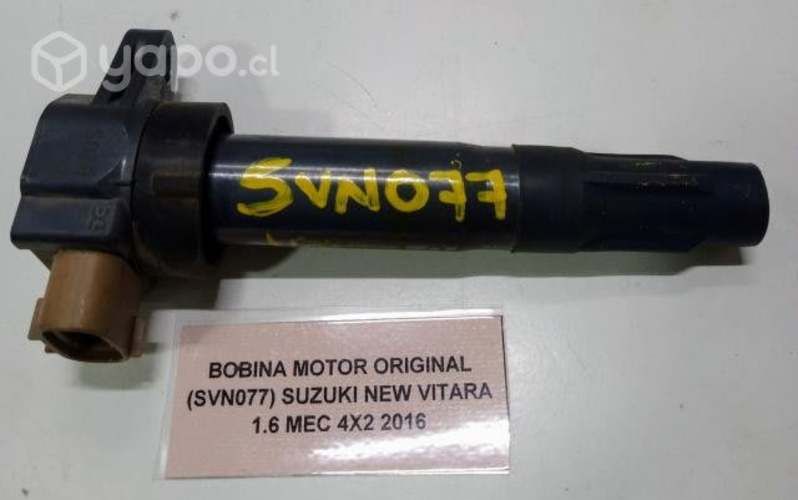 yapo.cl
SVN077
BOBINA MOTOR ORIGINAL
(SVN077) SUZUKI NEW VITARA
1.6 MEC 4X2 2016